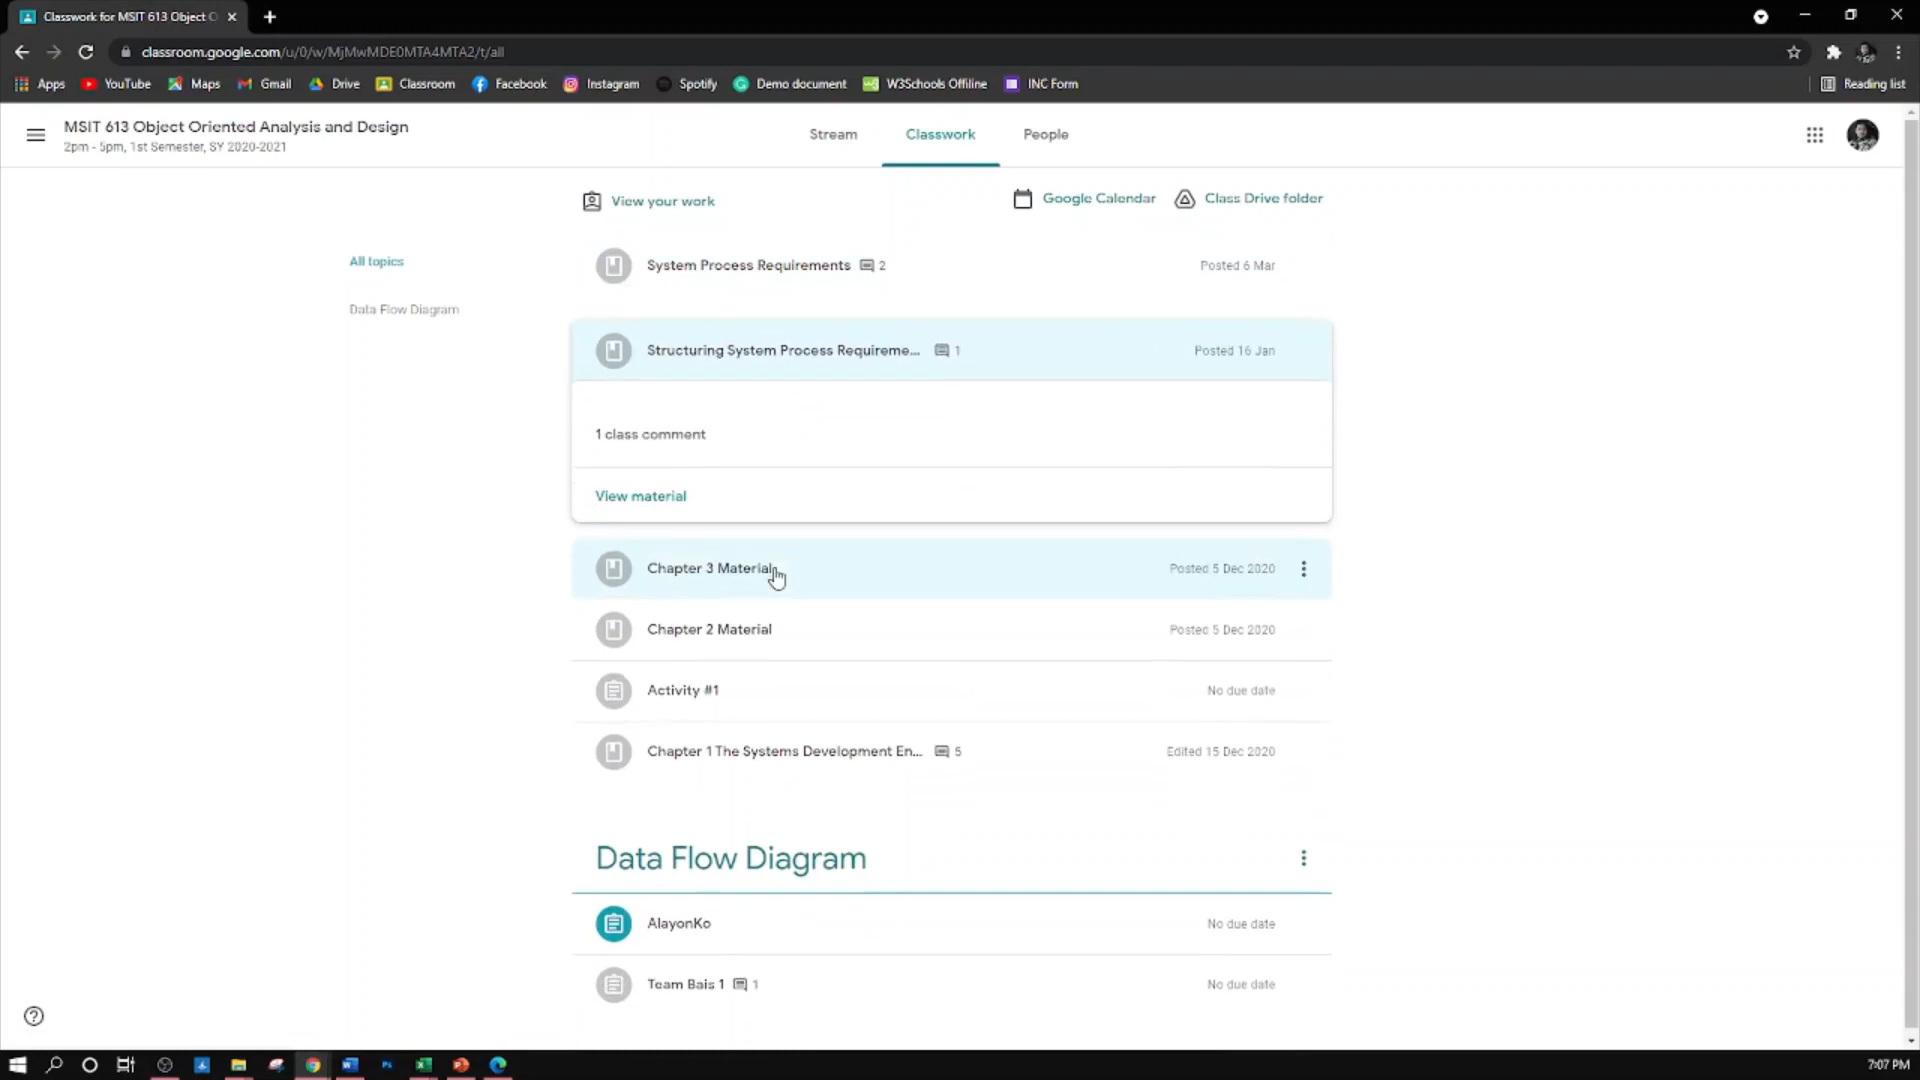 Classwork for MSIT 613 Object O
classroom.google.com/u/0/w/MjMwMDE0MTA4MTA2/t/all
Apps YouTube Maps Gmail Drive Classroom Facebook Instagram Spotify Demo document W3Schools Offiline INC Form Reading list
MSIT 613 Object Oriented Analysis and Design
2pm - 5pm, 1st Semester, SY 2020-2021
Stream Classwork People
View your work Google Calendar Class Drive folder
All topics
Data Flow Diagram
System Process Requirements 2 Posted 6 Mar
Structuring System Process Requireme... 1 Posted 16 Jan
1 class comment
View material
Chapter 3 Material Posted 5 Dec 2020
Chapter 2 Material Posted 5 Dec 2020
Activity #1 No due date
Chapter 1 The Systems Development En... 5 Edited 15 Dec 2020
Data Flow Diagram
AlayonKo No due date
Team Bais 1 1 No due date
7:07 PM